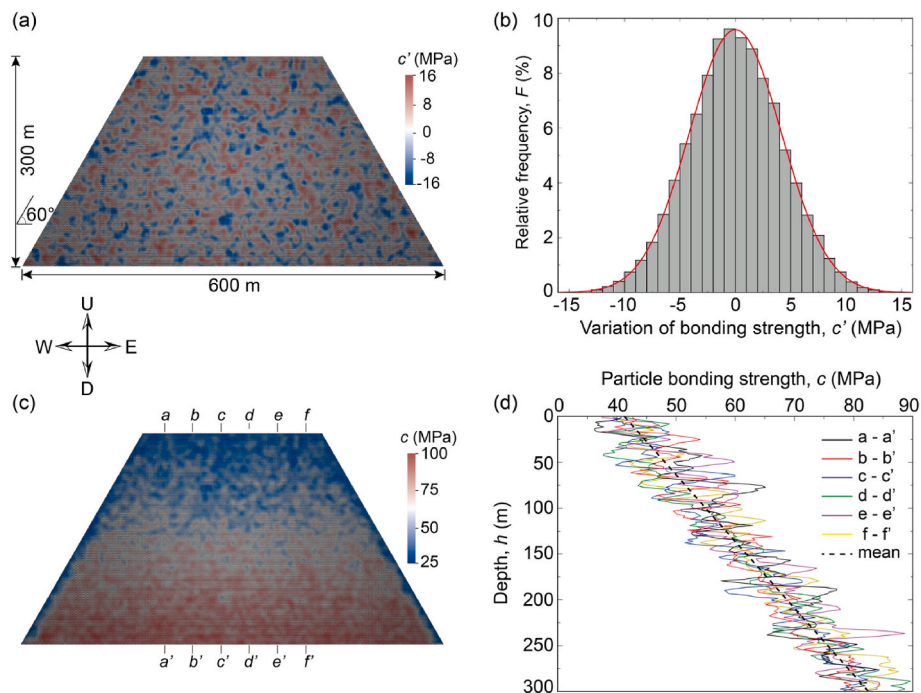 (a)
c' (MPa)
16
8
0
-8
-16
300 m
60°
600 m
U
W E
D
(b)
10
8
6
4
2
0
Relative frequency, F (%)
-15 -10 -5 0 5 10 15
Variation of bonding strength, c' (MPa)
(c)
a b c d e f
c (MPa)
100
75
50
25
a' b' c' d' e' f'
(d)
Particle bonding strength, c (MPa)
0 40 50 60 70 80 90
0
50
100
150
200
250
300
Depth, h (m)
a - a'
b - b'
c - c'
d - d'
e - e'
f - f'
mean